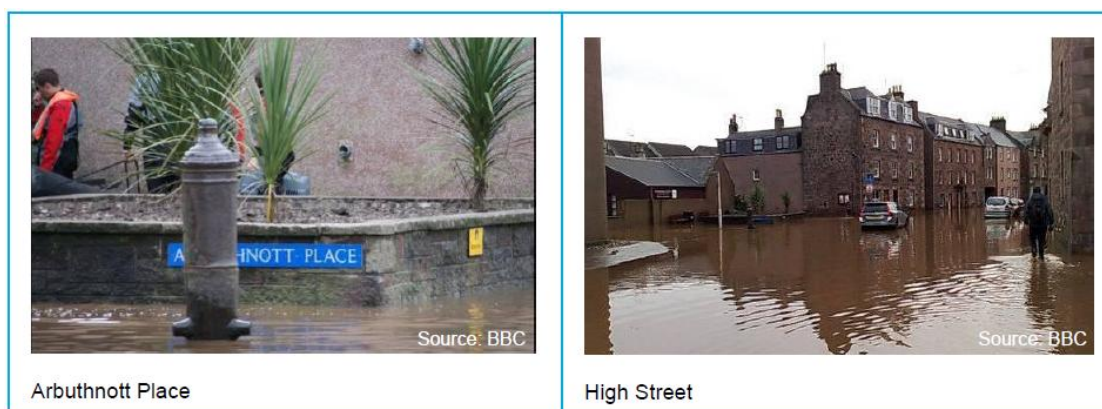 A HNOTT PLACE
Source: BBC
Source: BBC
Arbuthnott Place
High Street